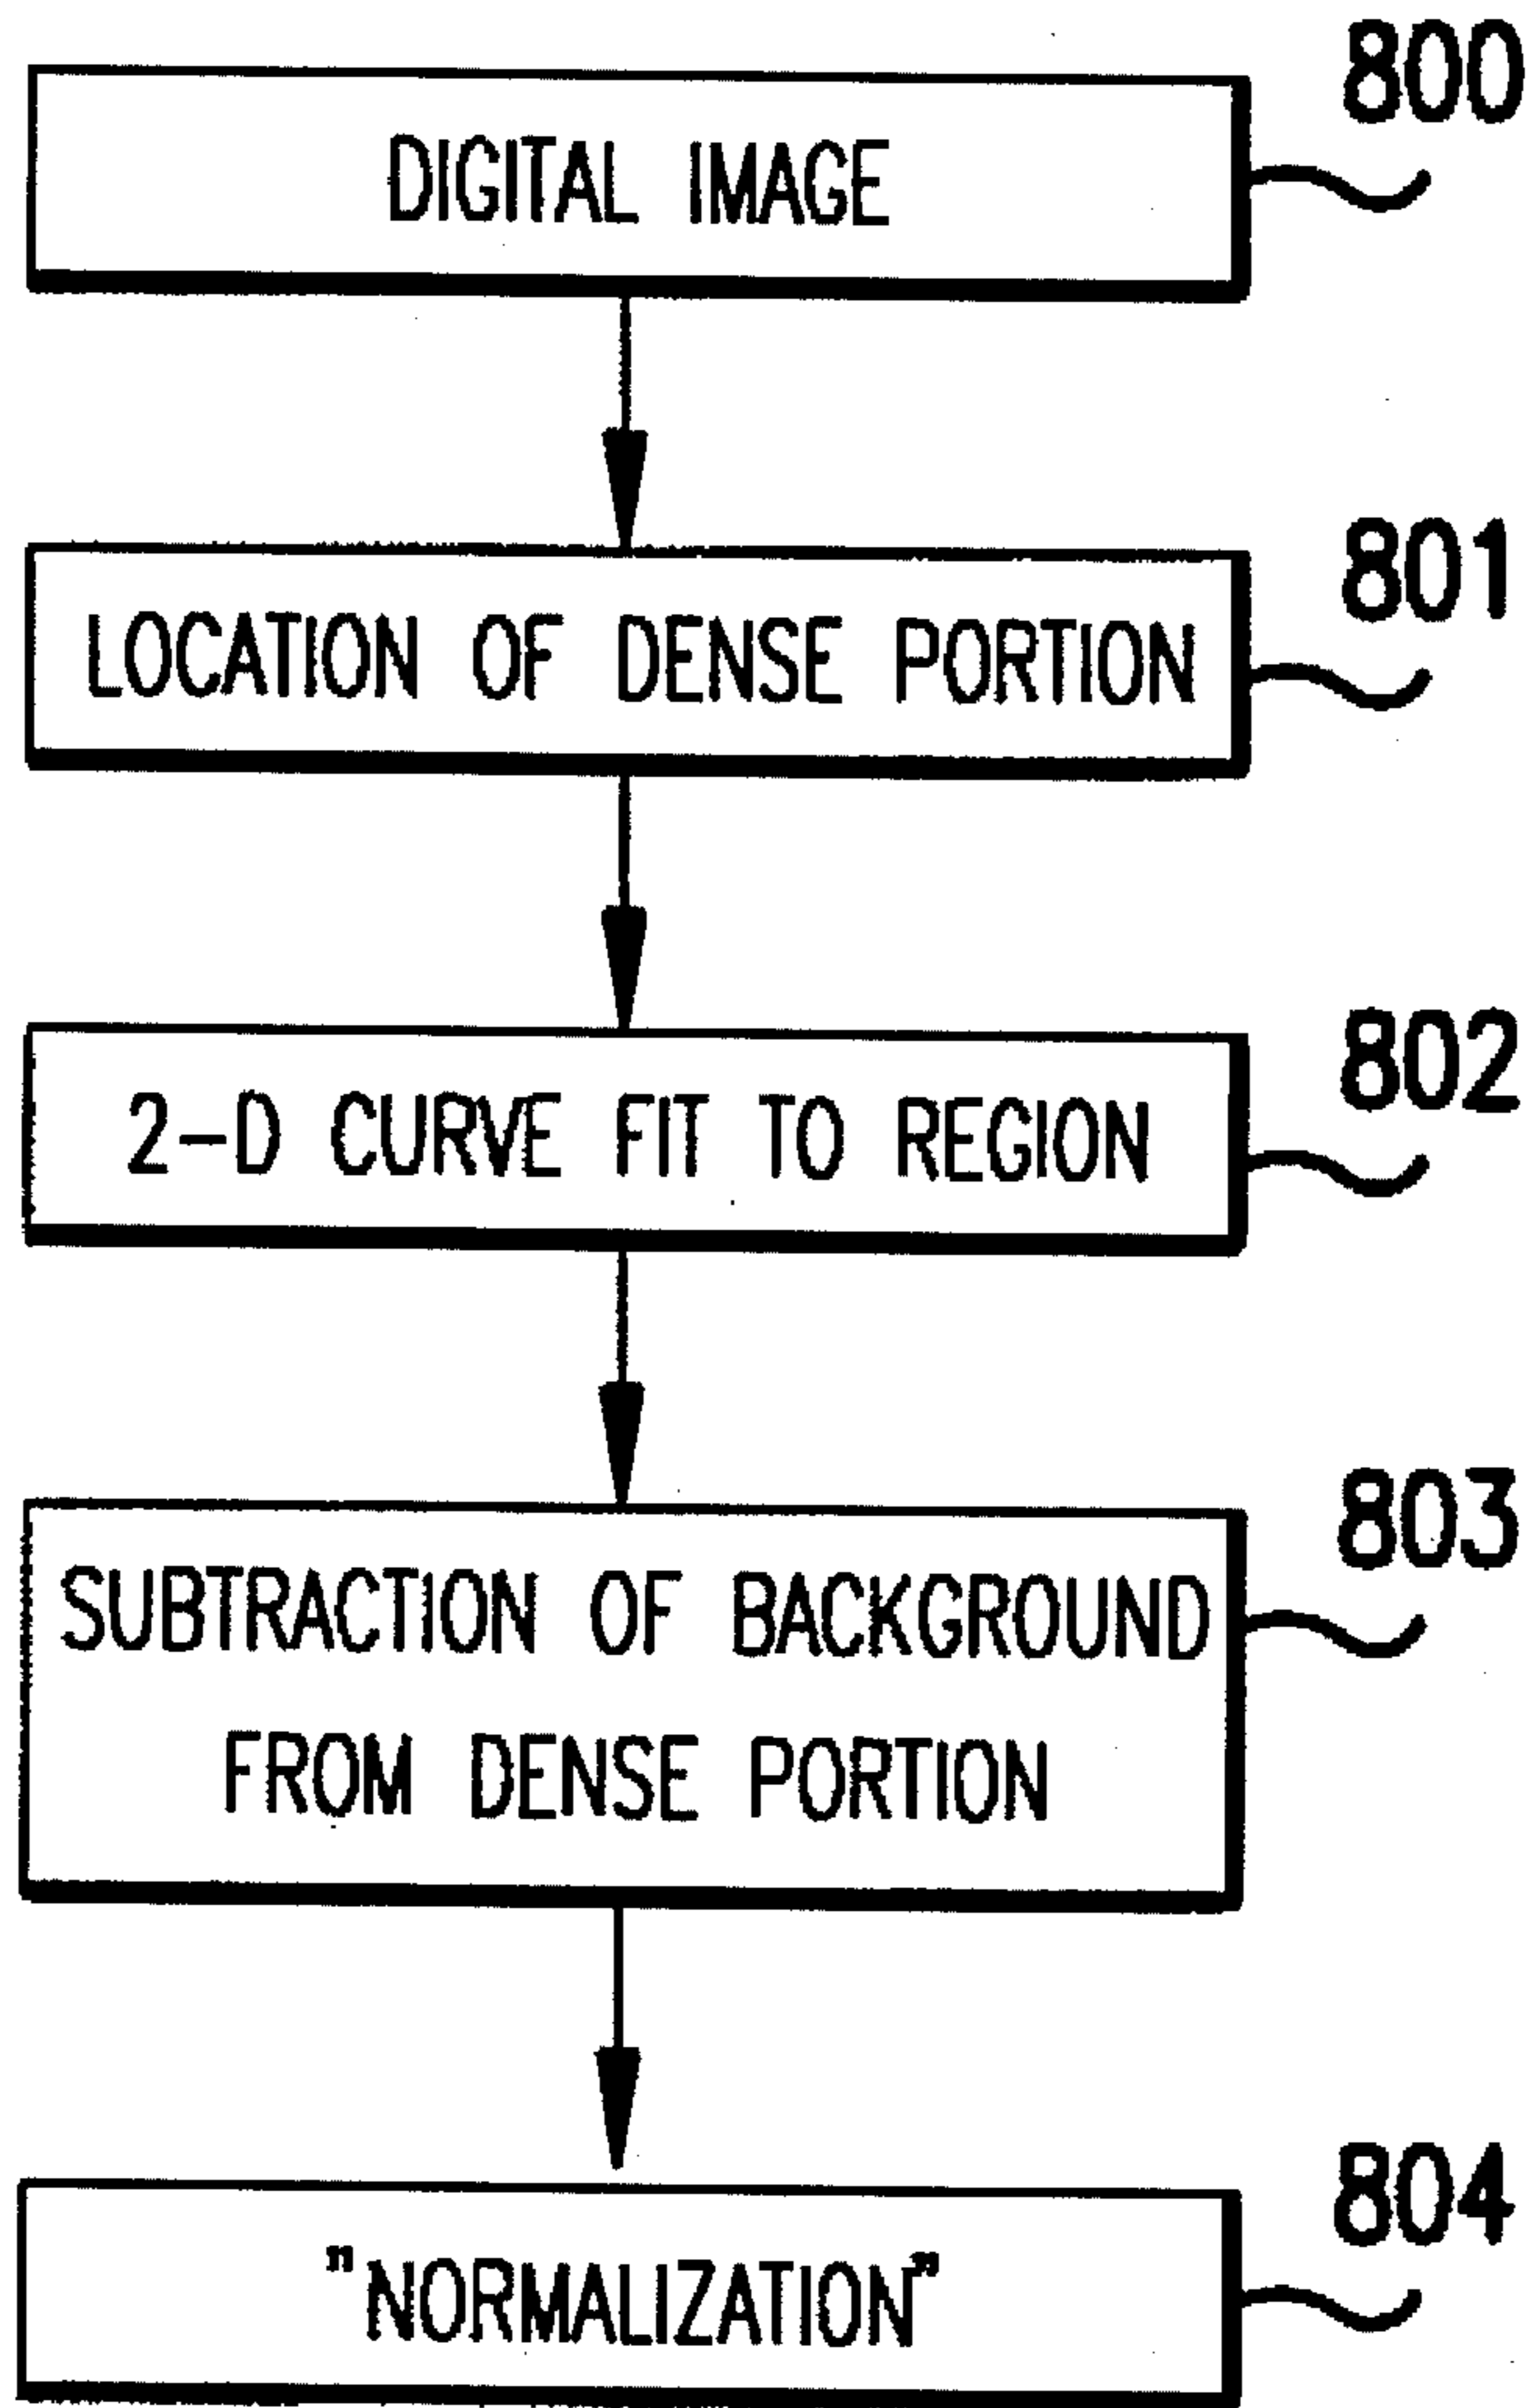 800
DIGITAL IMAGE
801
LOCATION OF DENSE PORTION
802
2-D CURVE FIT TO REGION
803
SUBTRACTION OF BACKGROUND
FROM DENSE PORTION
804
"NORMALIZATION"